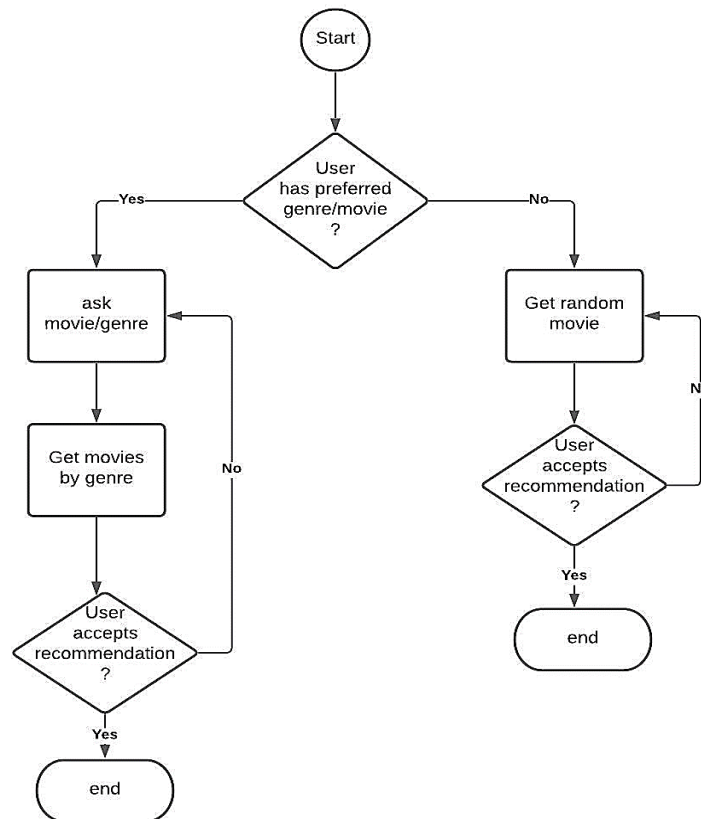 Start
User
has preferred
genre/movie
?
Yes
No
ask
movie/genre
Get random
movie
Get movies
by genre
No
N
User
accepts
recommendation
?
Yes
end
User
accepts
recommendation
?
Yes
end